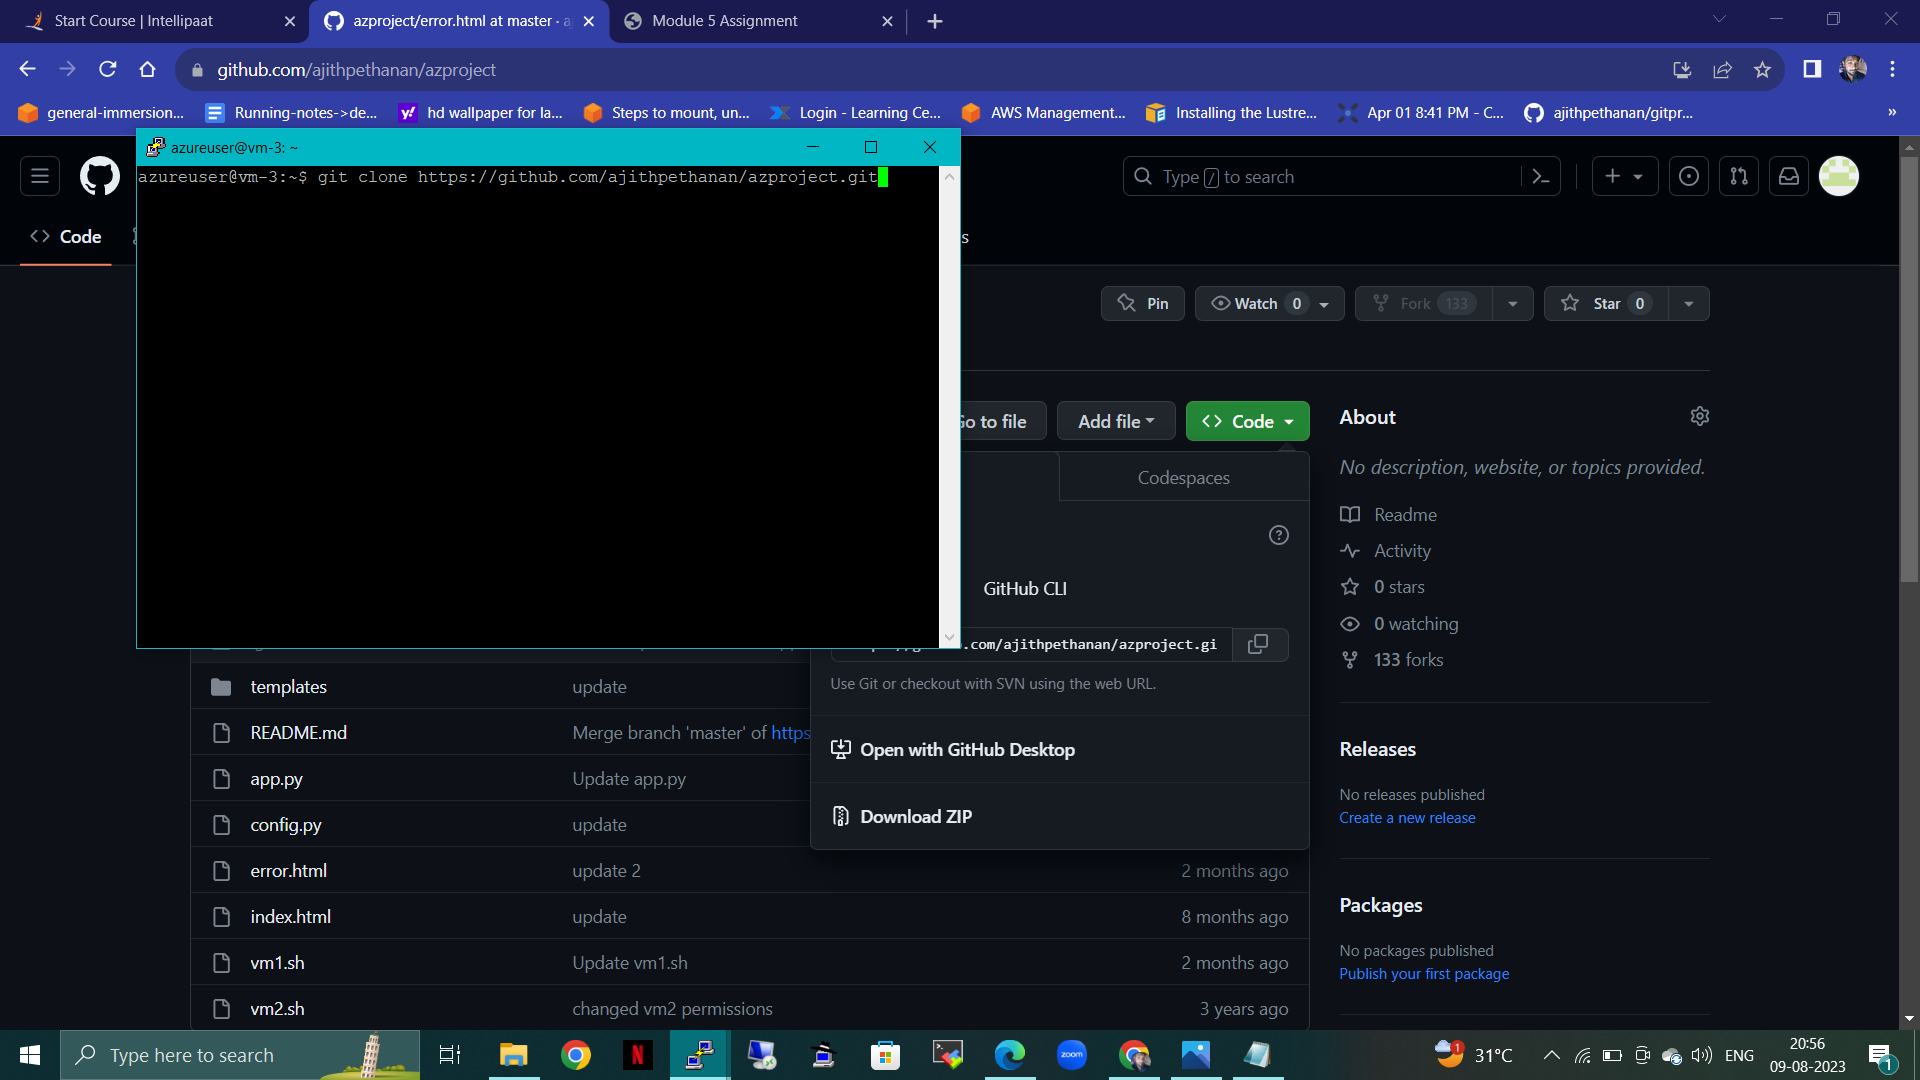 Start Course | Intellipaat
azproject/error.html at master · a
Module 5 Assignment
github.com/ajithpethanan/azproject
general-immersion...
Running-notes->de...
hd wallpaper for la...
Steps to mount, un...
Login - Learning Ce...
AWS Management...
Installing the Lustre...
Apr 01 8:41 PM - C...
ajithpethanan/gitpr...
»
azureuser@vm-3: ~
azureuser@vm-3:~$ git clone https://github.com/ajithpethanan/azproject.git
Type / to search
Code
s
Pin
Watch 0
Fork 133
Star 0
Go to file
Add file
Code
Codespaces
GitHub CLI
.com/ajithpethanan/azproject.gi
Use Git or checkout with SVN using the web URL.
Open with GitHub Desktop
Download ZIP
templates update
README.md Merge branch 'master' of https
app.py Update app.py
config.py update
error.html update 2 2 months ago
index.html update 8 months ago
vm1.sh Update vm1.sh 2 months ago
vm2.sh changed vm2 permissions 3 years ago
About
No description, website, or topics provided.
Readme
Activity
0 stars
0 watching
133 forks
Releases
No releases published
Create a new release
Packages
No packages published
Publish your first package
Type here to search
zoom
1
31°C
ENG
20:56
09-08-2023
1